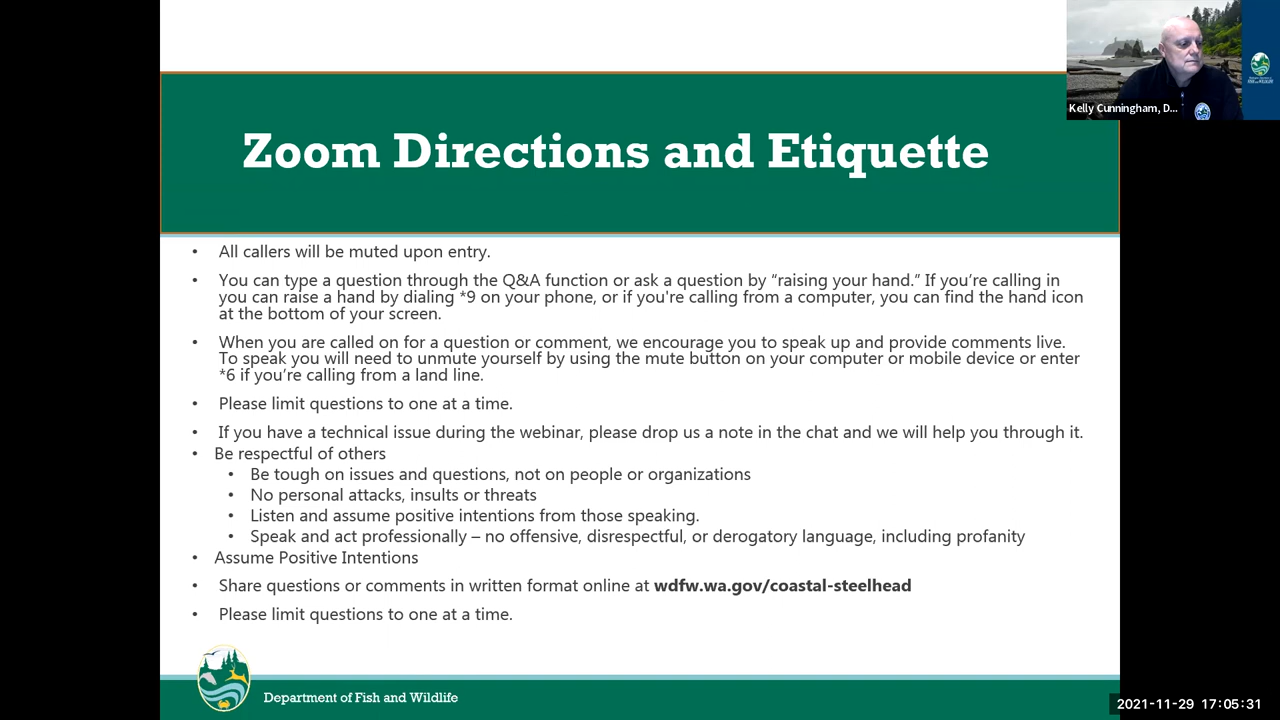 Zoom Directions and Etiquette
Kelly Cunningham, D...
• All callers will be muted upon entry.
• You can type a question through the Q&A function or ask a question by “raising your hand.” If you’re calling in
you can raise a hand by dialing *9 on your phone, or if you're calling from a computer, you can find the hand icon
at the bottom of your screen.
• When you are called on for a question or comment, we encourage you to speak up and provide comments live.
To speak you will need to unmute yourself by using the mute button on your computer or mobile device or enter
*6 if you’re calling from a land line.
• Please limit questions to one at a time.
• If you have a technical issue during the webinar, please drop us a note in the chat and we will help you through it.
• Be respectful of others
• Be tough on issues and questions, not on people or organizations
• No personal attacks, insults or threats
• Listen and assume positive intentions from those speaking.
• Speak and act professionally – no offensive, disrespectful, or derogatory language, including profanity
• Assume Positive Intentions
• Share questions or comments in written format online at wdfw.wa.gov/coastal-steelhead
• Please limit questions to one at a time.
Department of Fish and Wildlife
2021-11-29 17:05:31